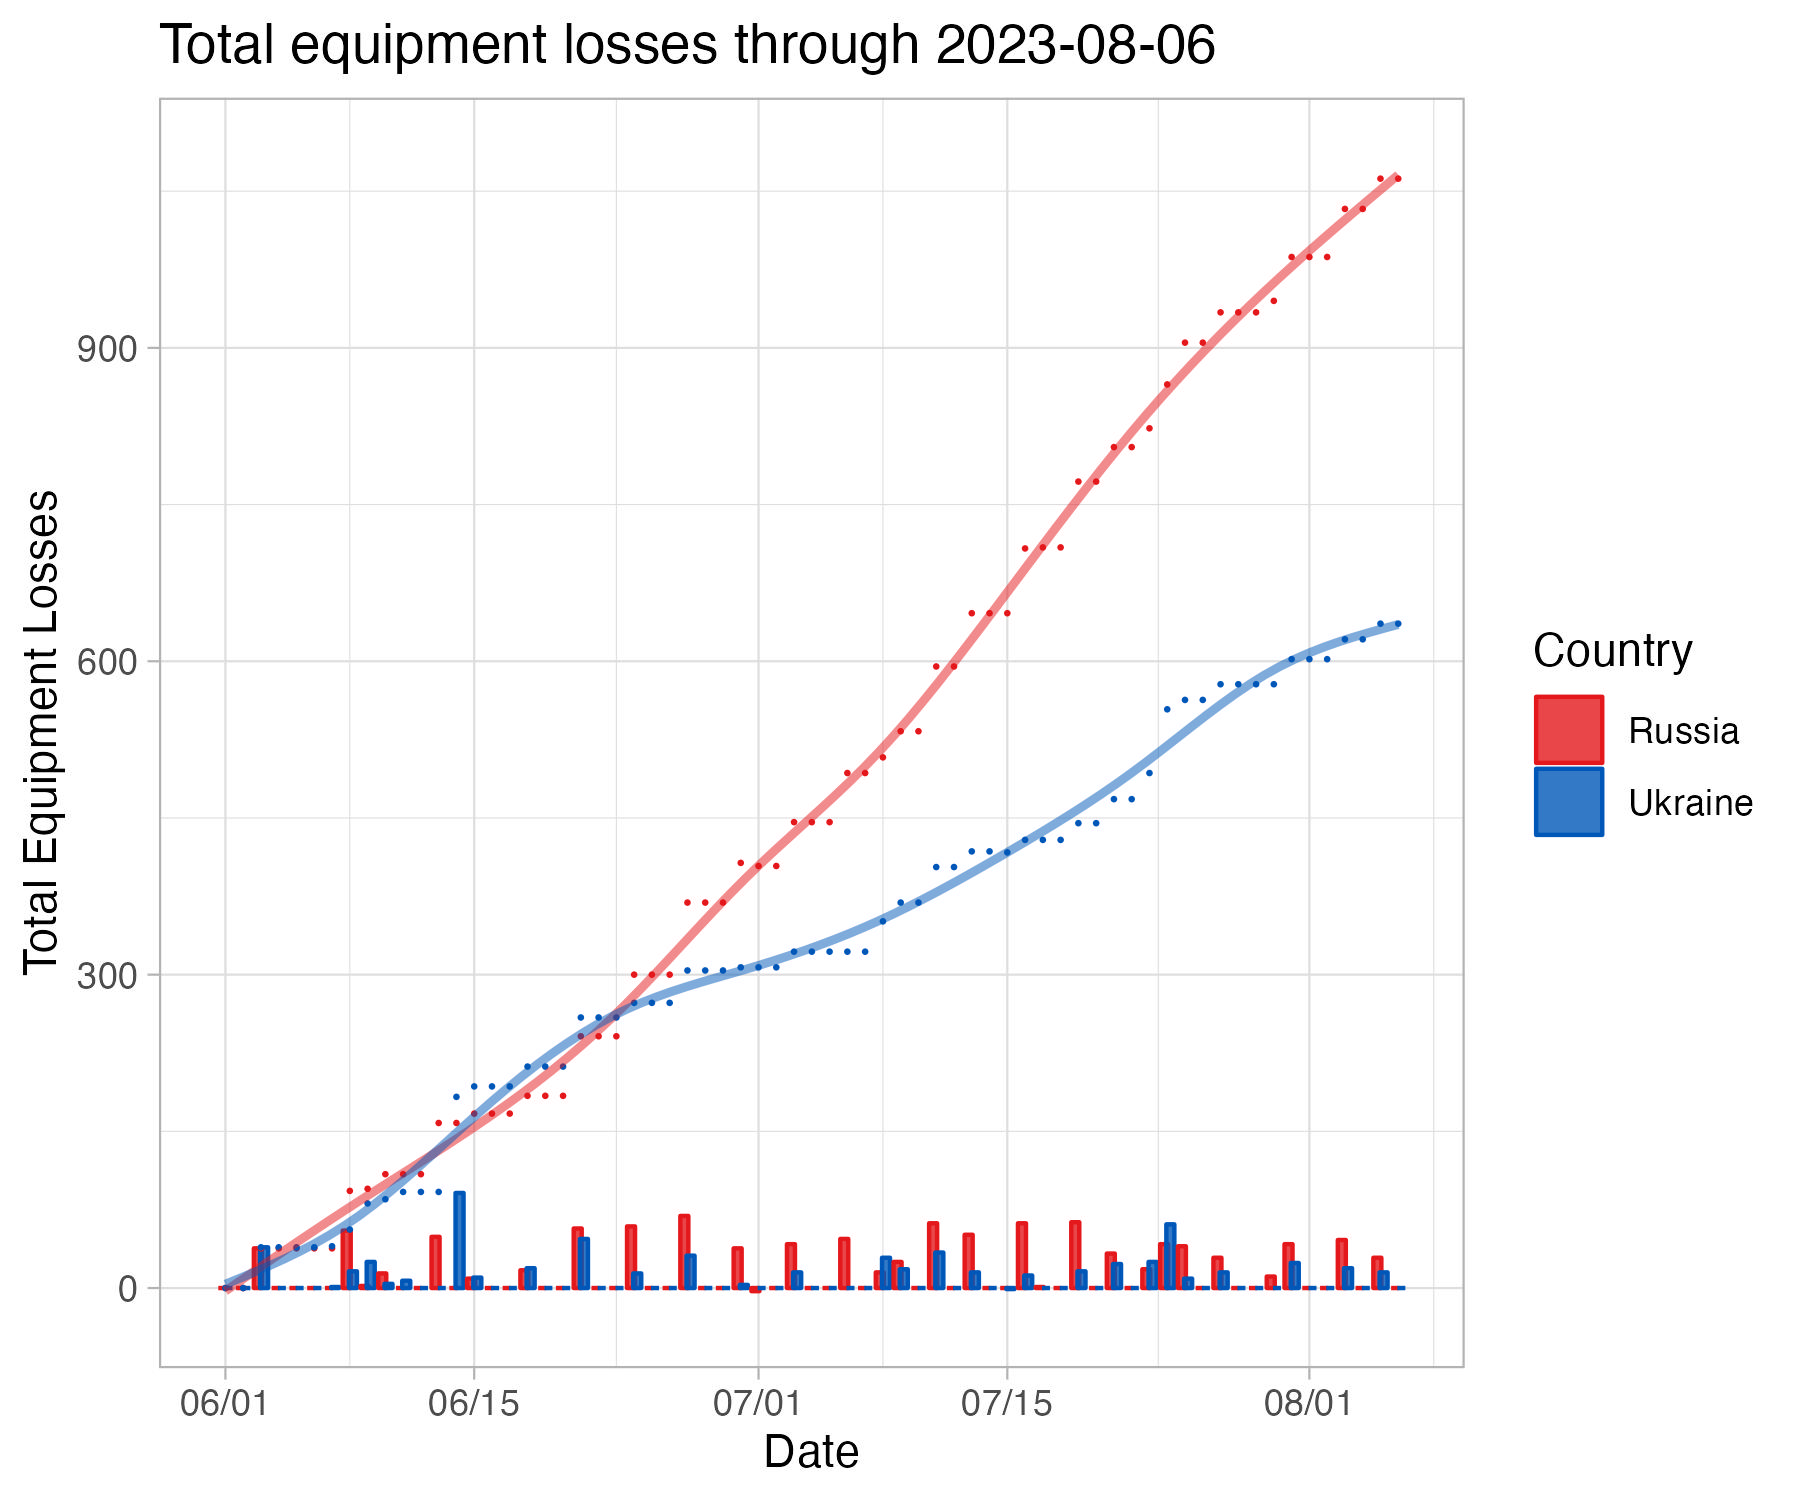 Total equipment losses through 2023-08-06
Total Equipment Losses
900
600
300
0
06/01
06/15
07/01
07/15
08/01
Date
Country
Russia
Ukraine